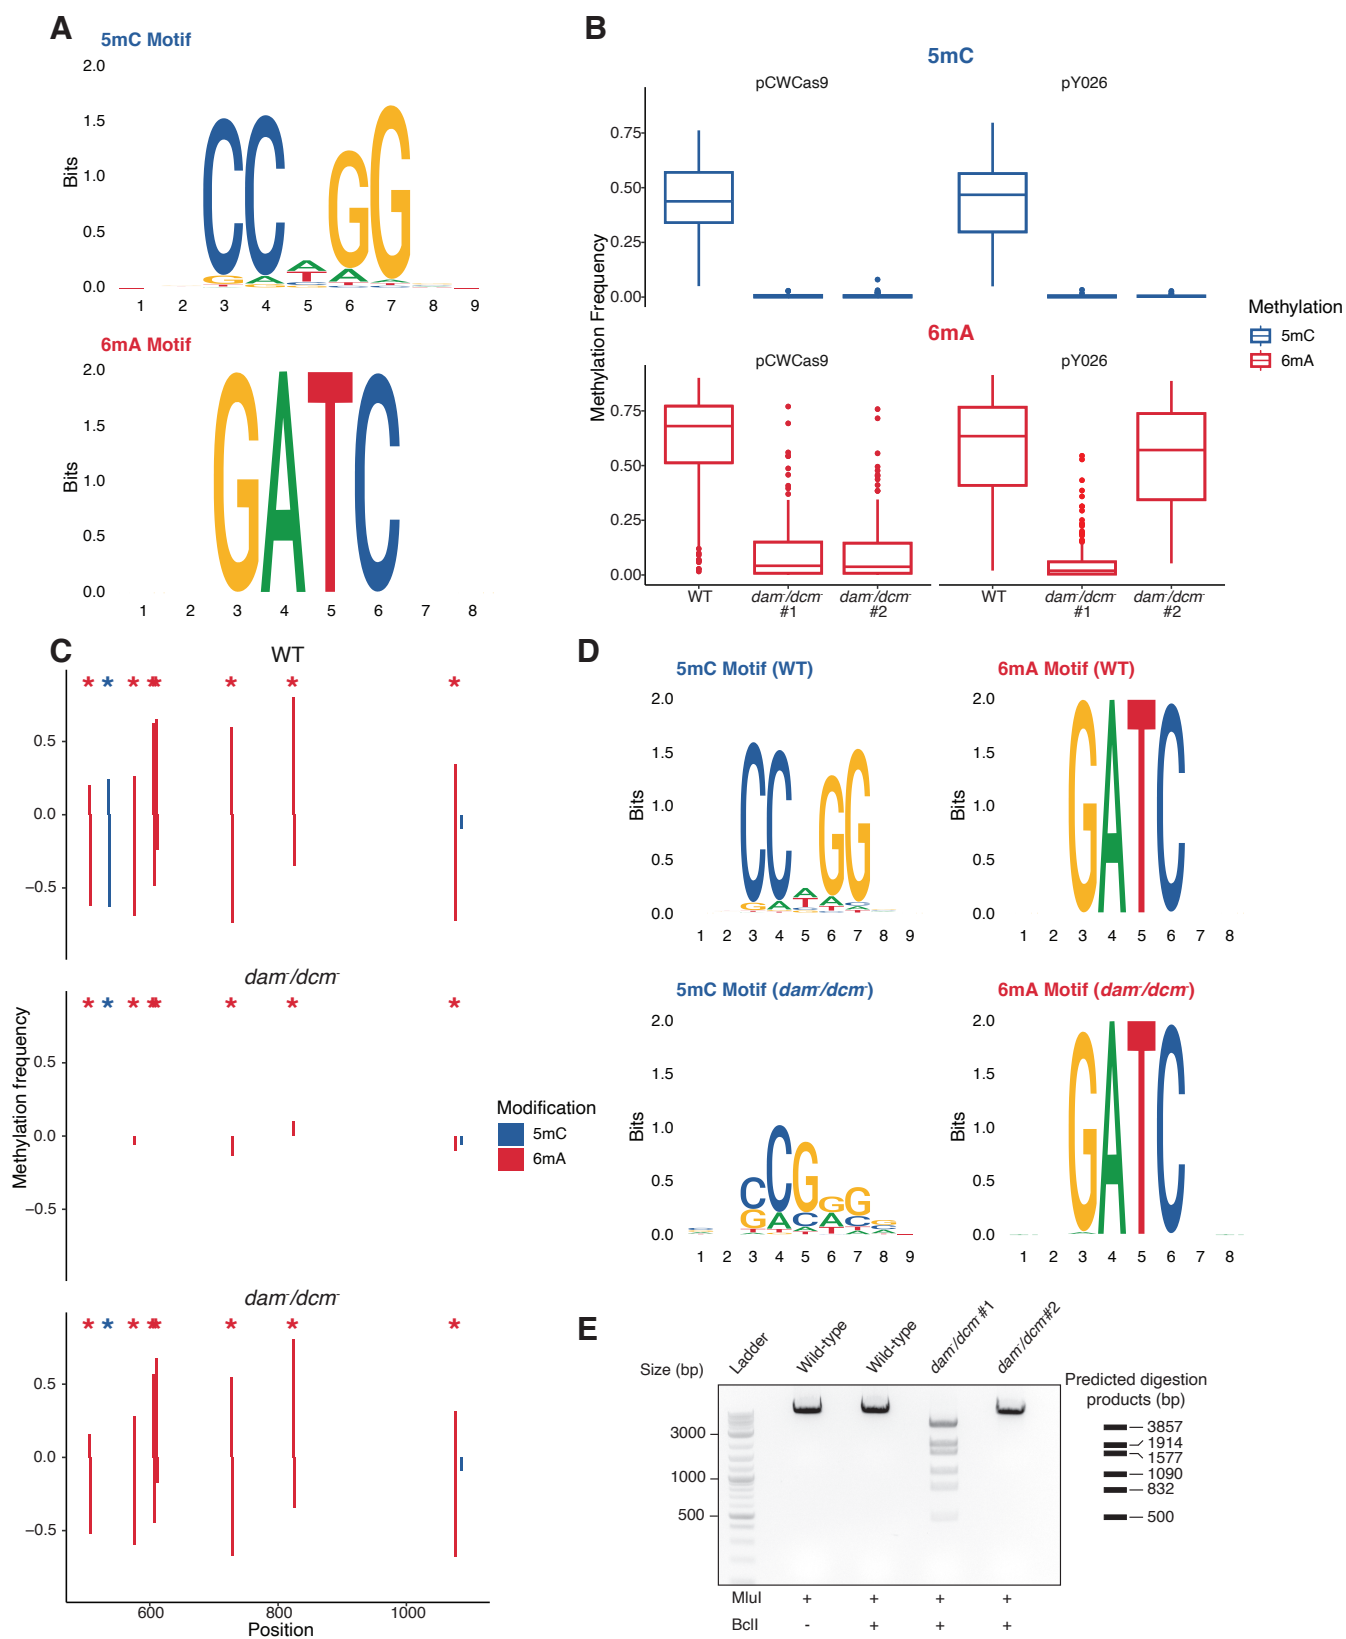 A
5mC Motif
2.0
1.5
1.0
0.5
0.0
Bits
1 2 3 4 5 6 7 8 9
6mA Motif
2.0
1.5
1.0
0.5
0.0
Bits
1 2 3 4 5 6 7 8
B
5mC
pCWCas9 pY026
0.75
0.50
0.25
0.00
Methylation Frequency
6mA
pCWCas9 pY026
0.75
0.50
0.25
0.00
WT dam-/dcm- dam-/dcm- WT dam-/dcm- dam-/dcm-
#1 #2 #1 #2
Methylation
5mC
6mA
C
WT
* * * ** * * *
0.5
0.0
−0.5
dam-/dcm-
* * * ** * * *
0.5
0.0
−0.5
Methylation frequency
dam-/dcm-
* * * ** * * *
0.5
0.0
−0.5
600 800 1000
Position
Modification
5mC
6mA
D
5mC Motif (WT)
2.0
1.5
1.0
0.5
0.0
Bits
1 2 3 4 5 6 7 8 9
6mA Motif (WT)
2.0
1.5
1.0
0.5
0.0
Bits
1 2 3 4 5 6 7 8
5mC Motif (dam-/dcm-)
2.0
1.5
1.0
0.5
0.0
Bits
1 2 3 4 5 6 7 8 9
6mA Motif (dam-/dcm-)
2.0
1.5
1.0
0.5
0.0
Bits
1 2 3 4 5 6 7 8
E
Size (bp)
Ladder
Wild-type
Wild-type
dam-/dcm-#1
dam-/dcm-#2
3000
1000
500
Predicted digestion
products (bp)
3857
1914
1577
1090
832
500
MluI + + + +
BclI - + + +